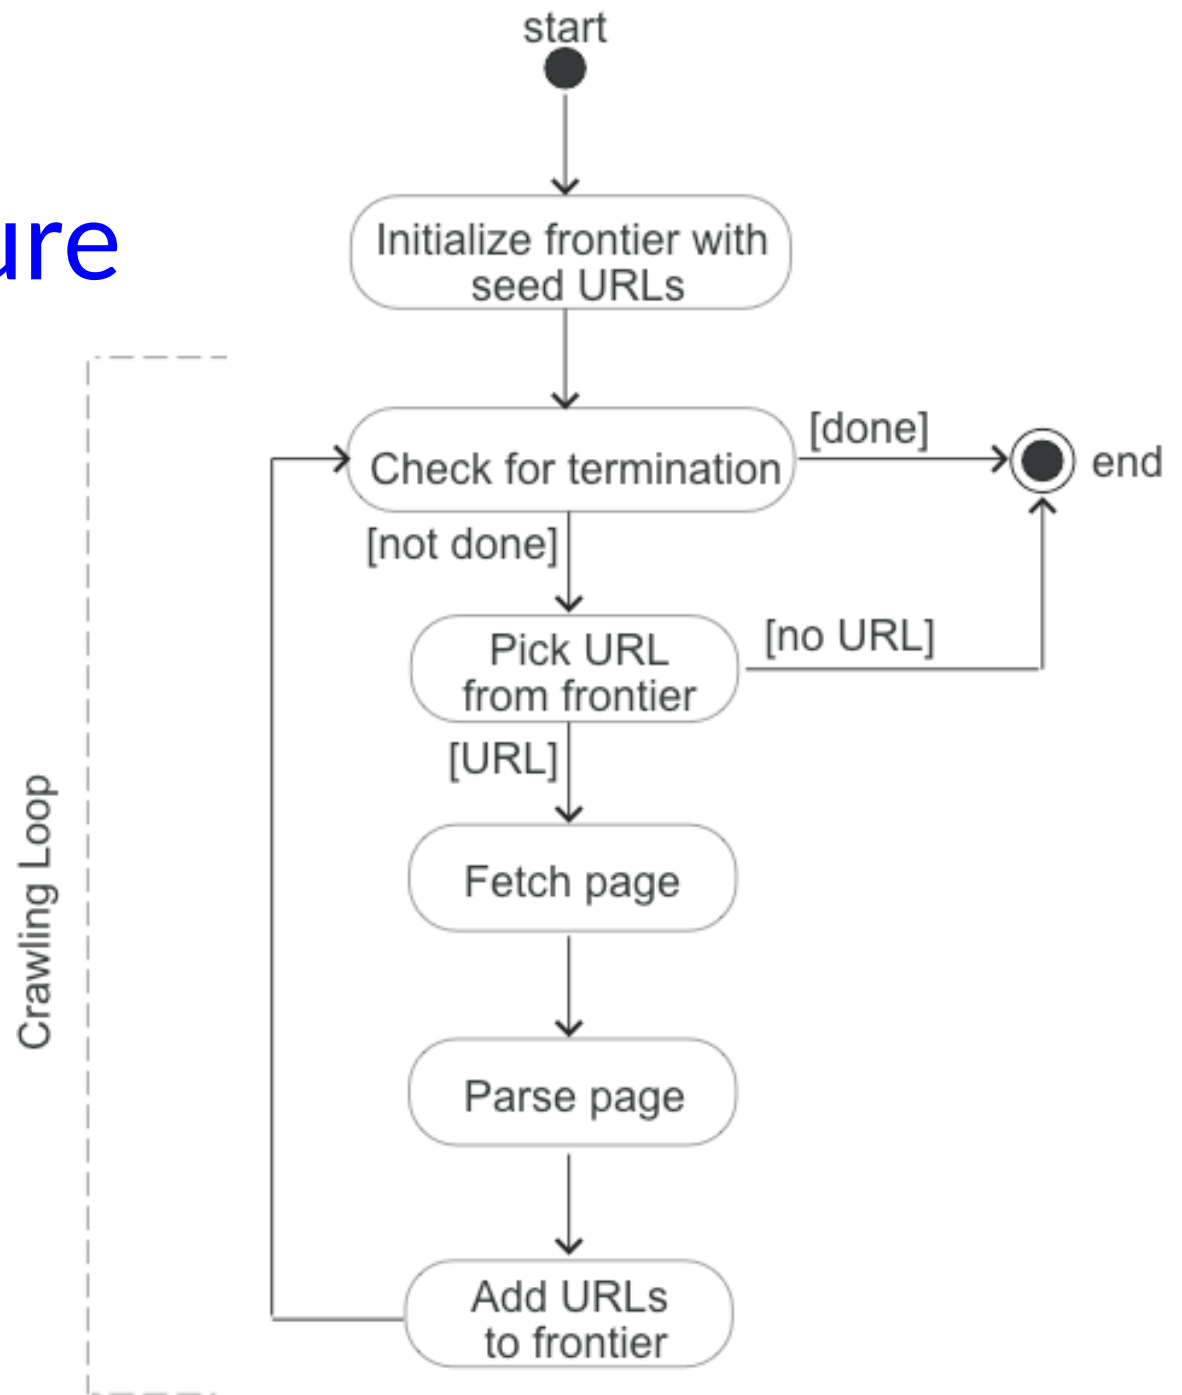 start
ure
Initialize frontier with
seed URLs
[done]
Check for termination
end
[not done]
Pick URL
from frontier
[no URL]
[URL]
Crawling Loop
Fetch page
Parse page
Add URLs
to frontier